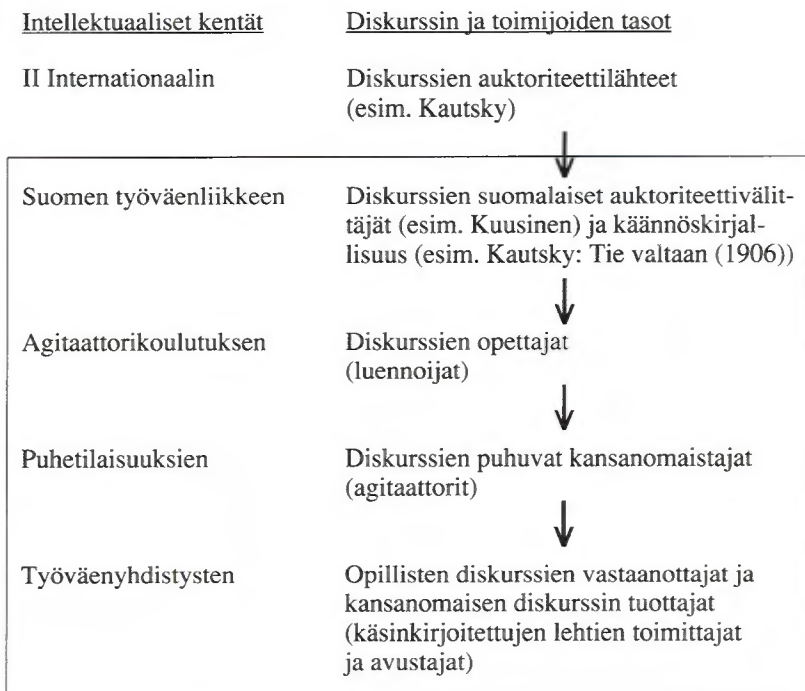 Intellektuaaliset kentät Diskurssin ja toimijoiden tasot
II Internationaalin Diskurssien auktoriteettilähteet
(esim. Kautsky)
Suomen työväenliikkeen Diskurssien suomalaiset auktoriteettivälit-
täjät (esim. Kuusinen) ja käännöskirjal-
lisuus (esim. Kautsky: Tie valtaan (1906))
Agitaattorikoulutuksen Diskurssien opettajat
(luennoijat)
Puhetilaisuuksien Diskurssien puhuvat kansanomaistajat
(agitaattorit)
Työväenyhdistysten Opillisten diskurssien vastaanottajat ja
kansanomaisen diskurssin tuottajat
(käsinkirjoitettujen lehtien toimittajat
ja avustajat)